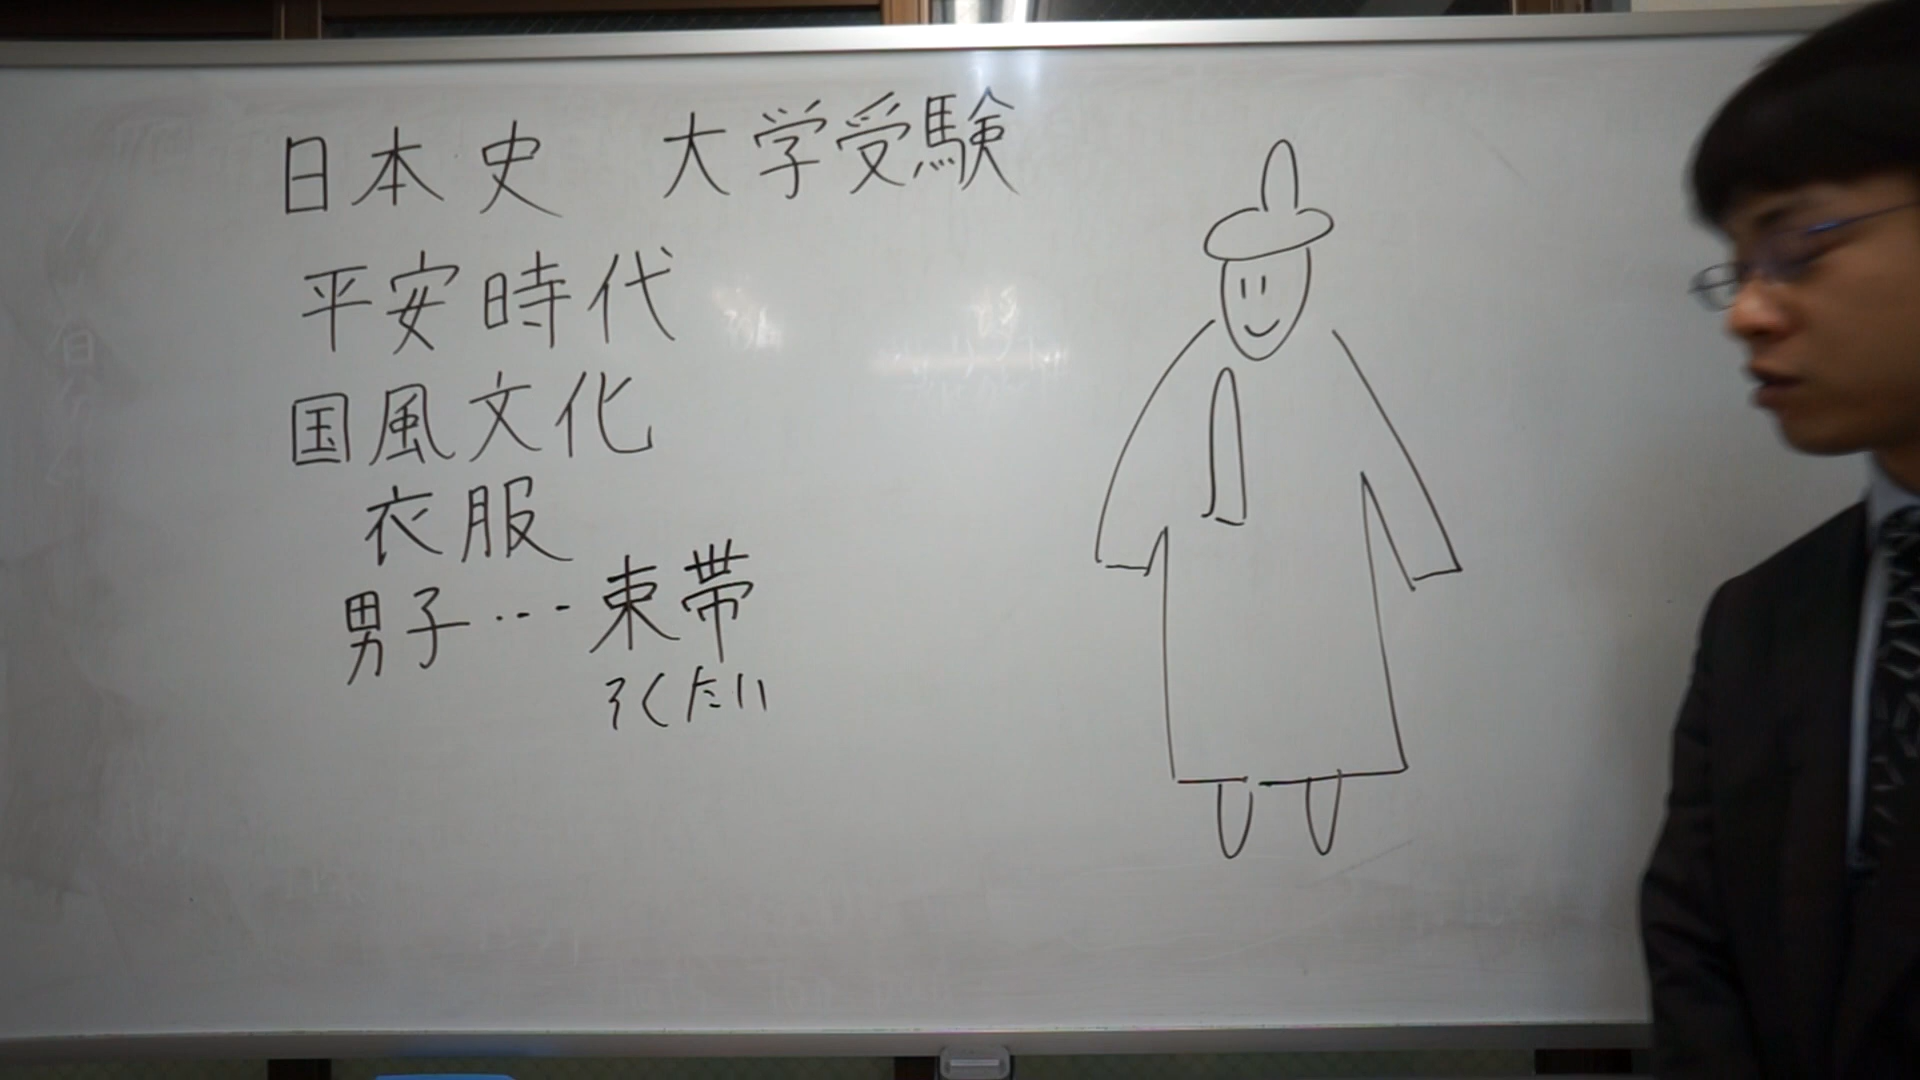 日本史 大学受験
平安時代
国風文化
衣服
男子…束帯
そくたい